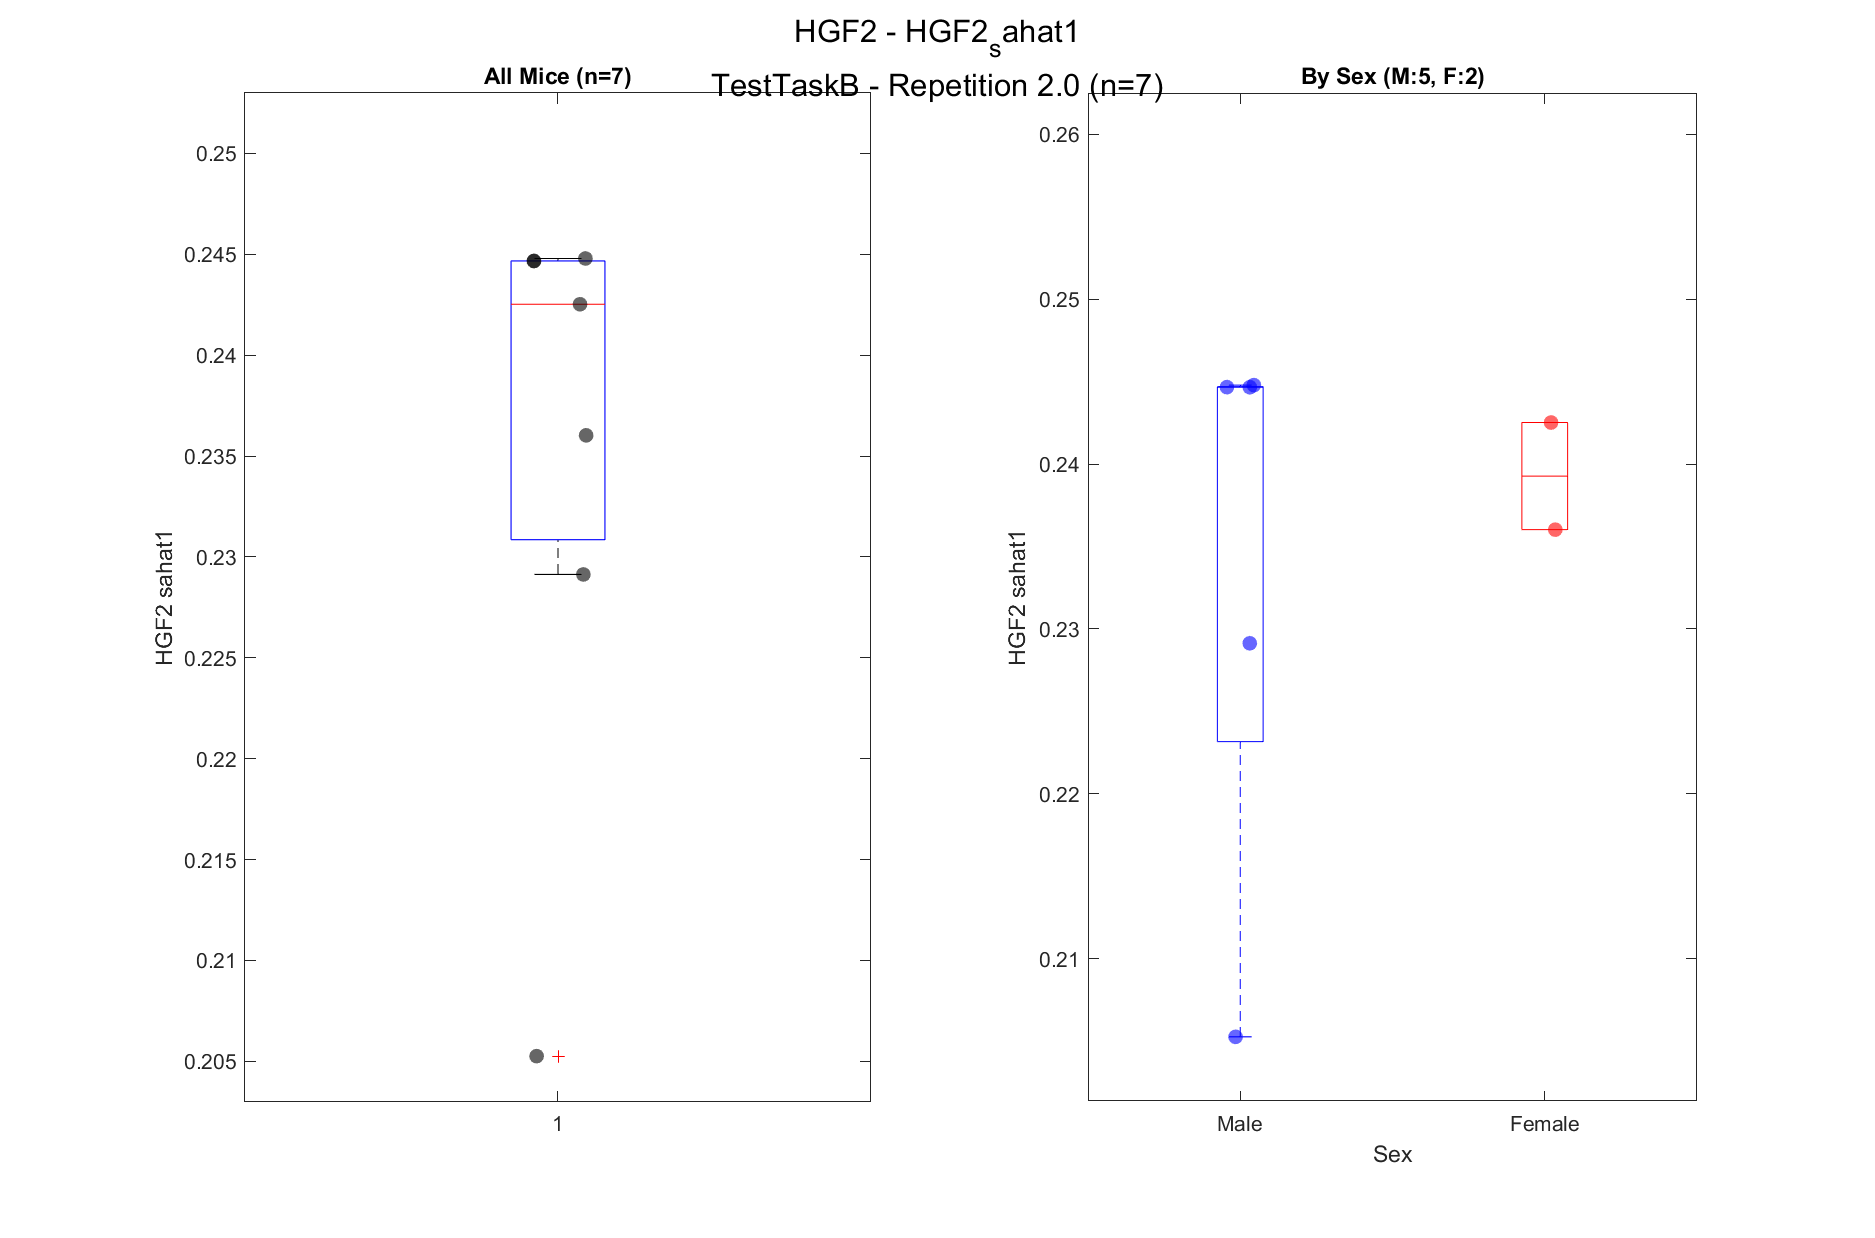 HGF2 - HGF2sahat1
TestTaskB - Repetition 2.0 (n=7)
All Mice (n=7)
0.25
0.245
0.24
0.235
0.23
0.225
0.22
0.215
0.21
0.205
HGF2 sahat1
1
By Sex (M:5, F:2)
0.26
0.25
0.24
0.23
0.22
0.21
HGF2 sahat1
Male Female
Sex